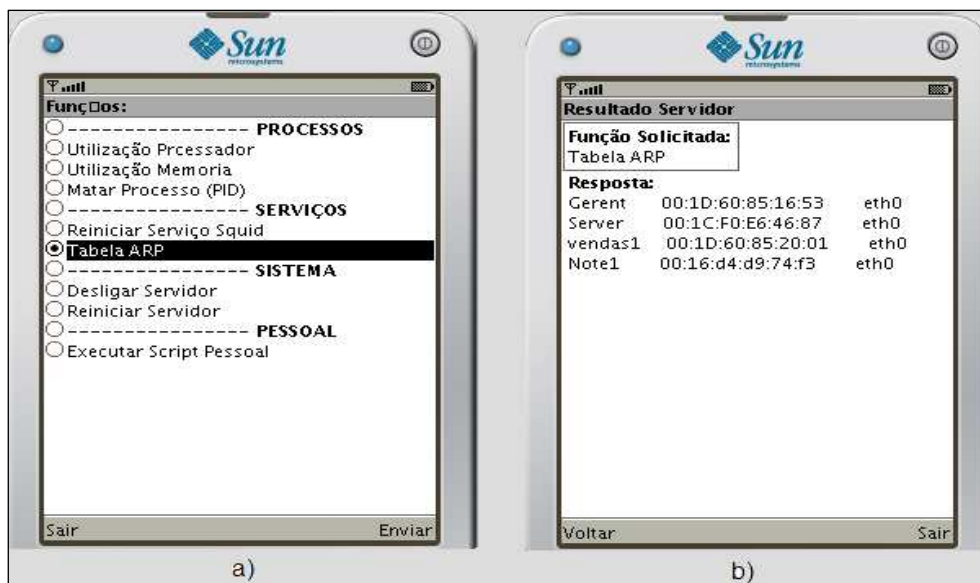 Sun
microsystems
Funç□os:
---------------- PROCESSOS
Utilização Prcessador
Utilização Memoria
Matar Processo (PID)
---------------- SERVIÇOS
Reiniciar Serviço Squid
Tabela ARP
---------------- SISTEMA
Desligar Servidor
Reiniciar Servidor
---------------- PESSOAL
Executar Script Pessoal
Sair Enviar
a)
Sun
microsystems
Resultado Servidor
Função Solicitada:
Tabela ARP
Resposta:
Gerent 00:1D:60:85:16:53 eth0
Server 00:1C:F0:E6:46:87 eth0
vendas1 00:1D:60:85:20:01 eth0
Note1 00:16:d4:d9:74:f3 eth0
Voltar Sair
b)